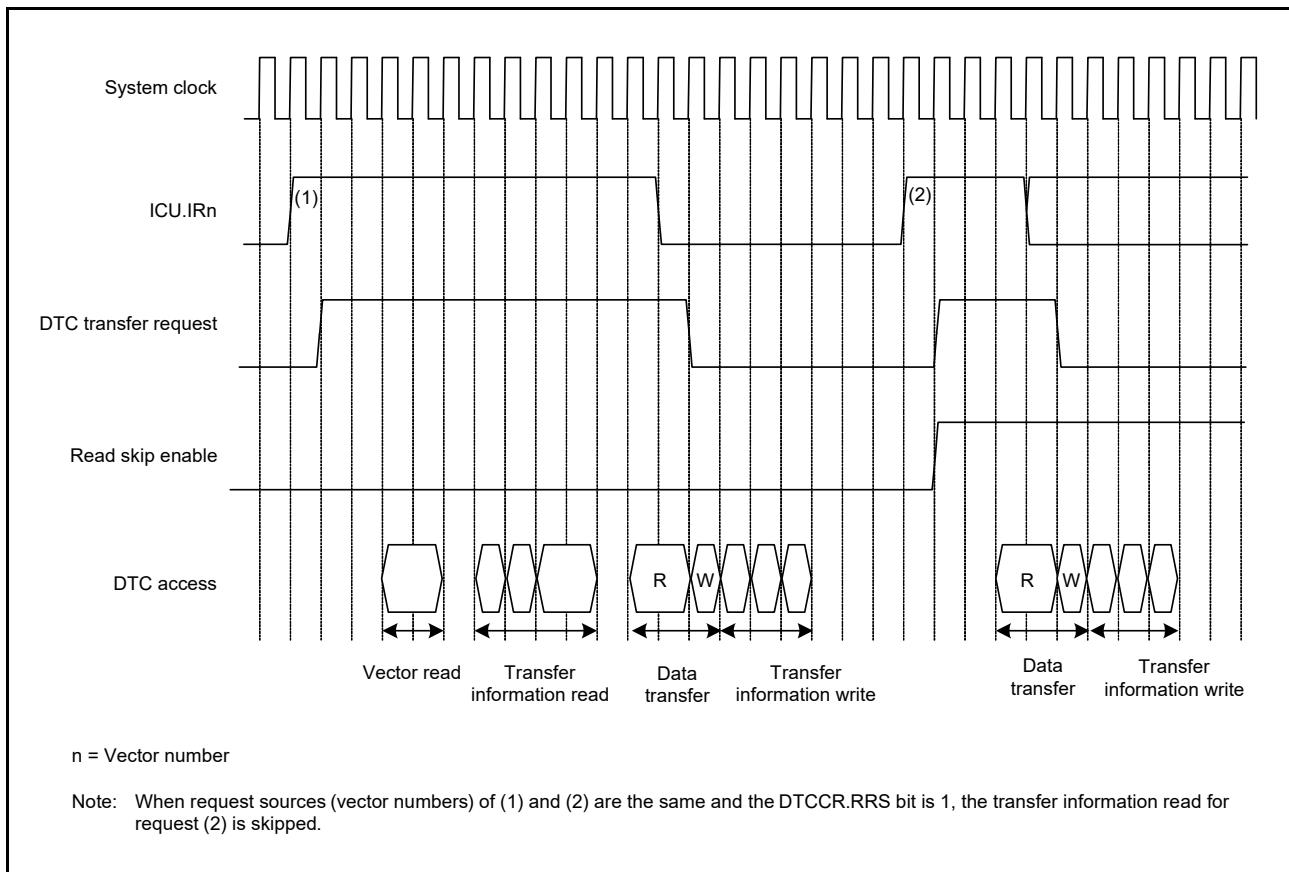 System clock
ICU.IRn
(1)
(2)
DTC transfer request
Read skip enable
DTC access
R
W
R
W
Vector read
Transfer
information read
Data
transfer
Transfer
information write
Data
transfer
Transfer
information write
n = Vector number
Note: When request sources (vector numbers) of (1) and (2) are the same and the DTCCR.RRS bit is 1, the transfer information read for
request (2) is skipped.